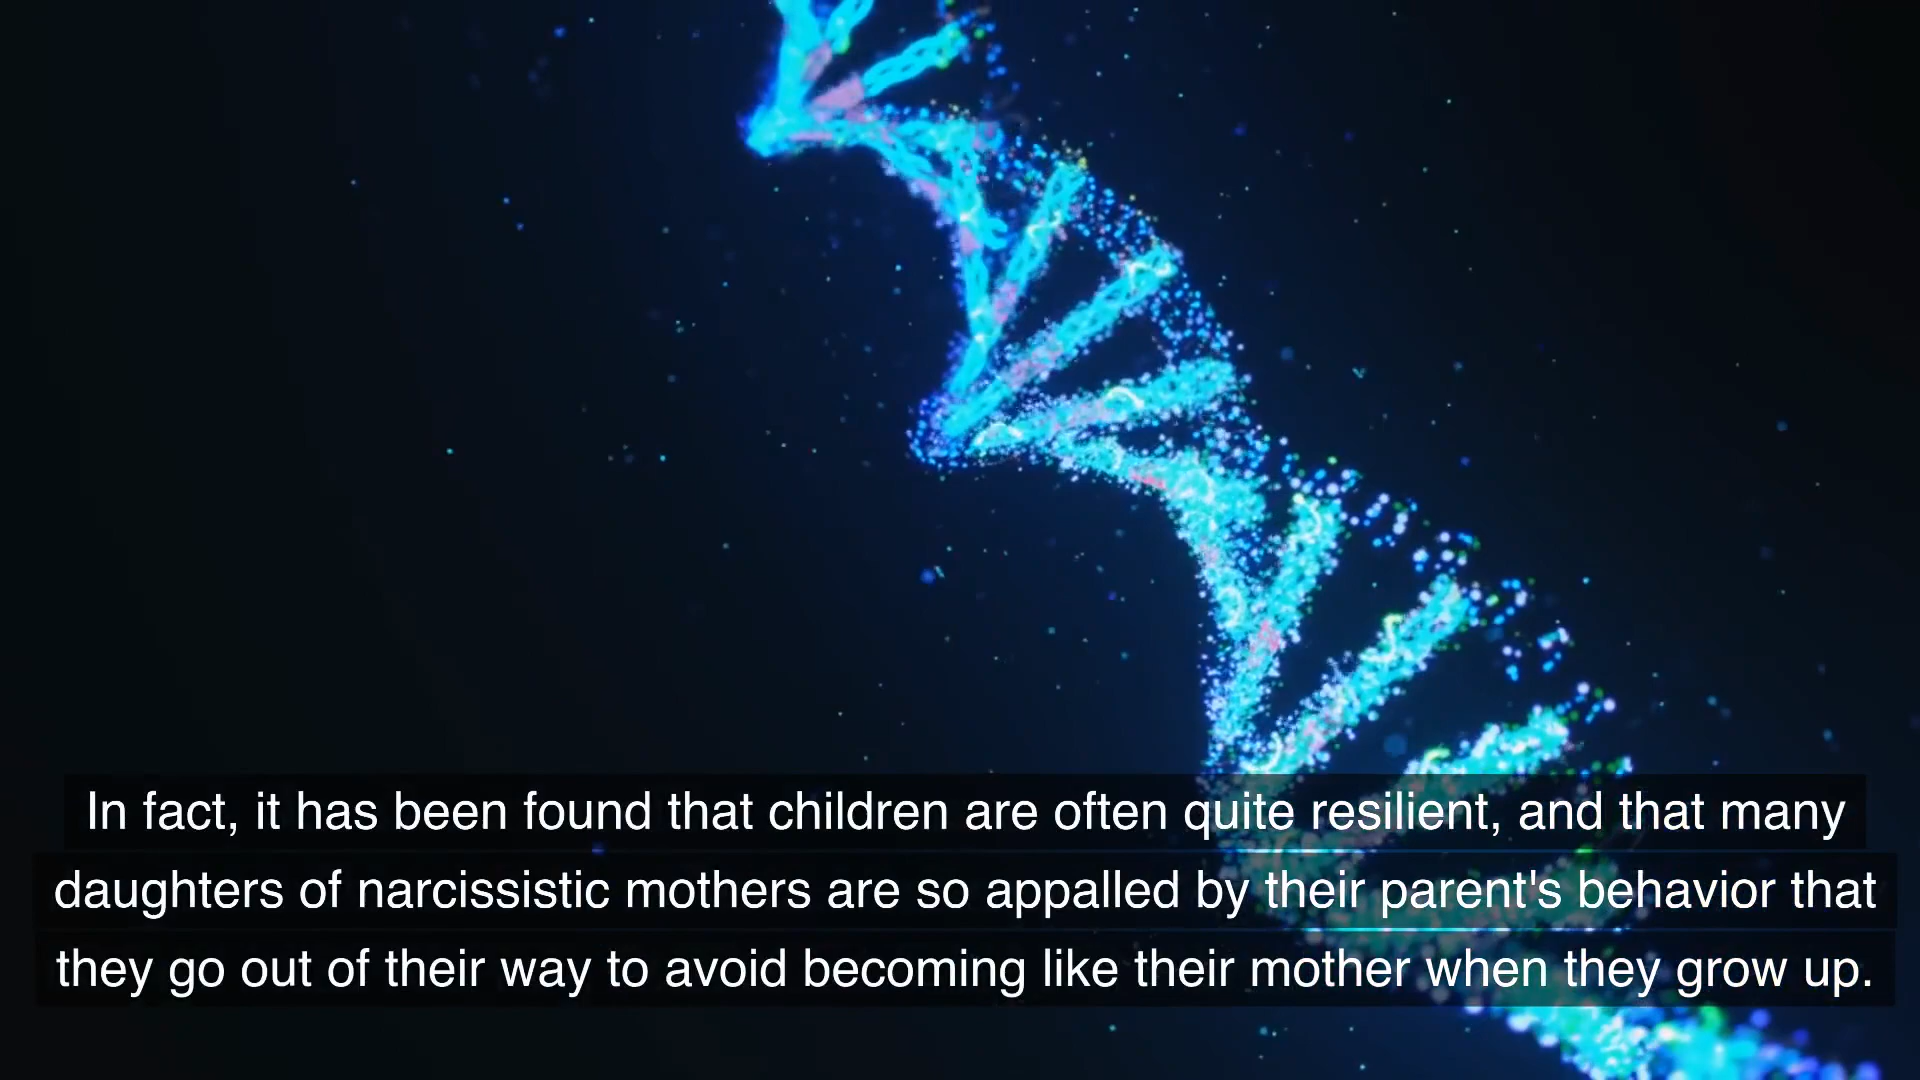 In fact, it has been found that children are often quite resilient, and that many
daughters of narcissistic mothers are so appalled by their parent's behavior that
they go out of their way to avoid becoming like their mother when they grow up.